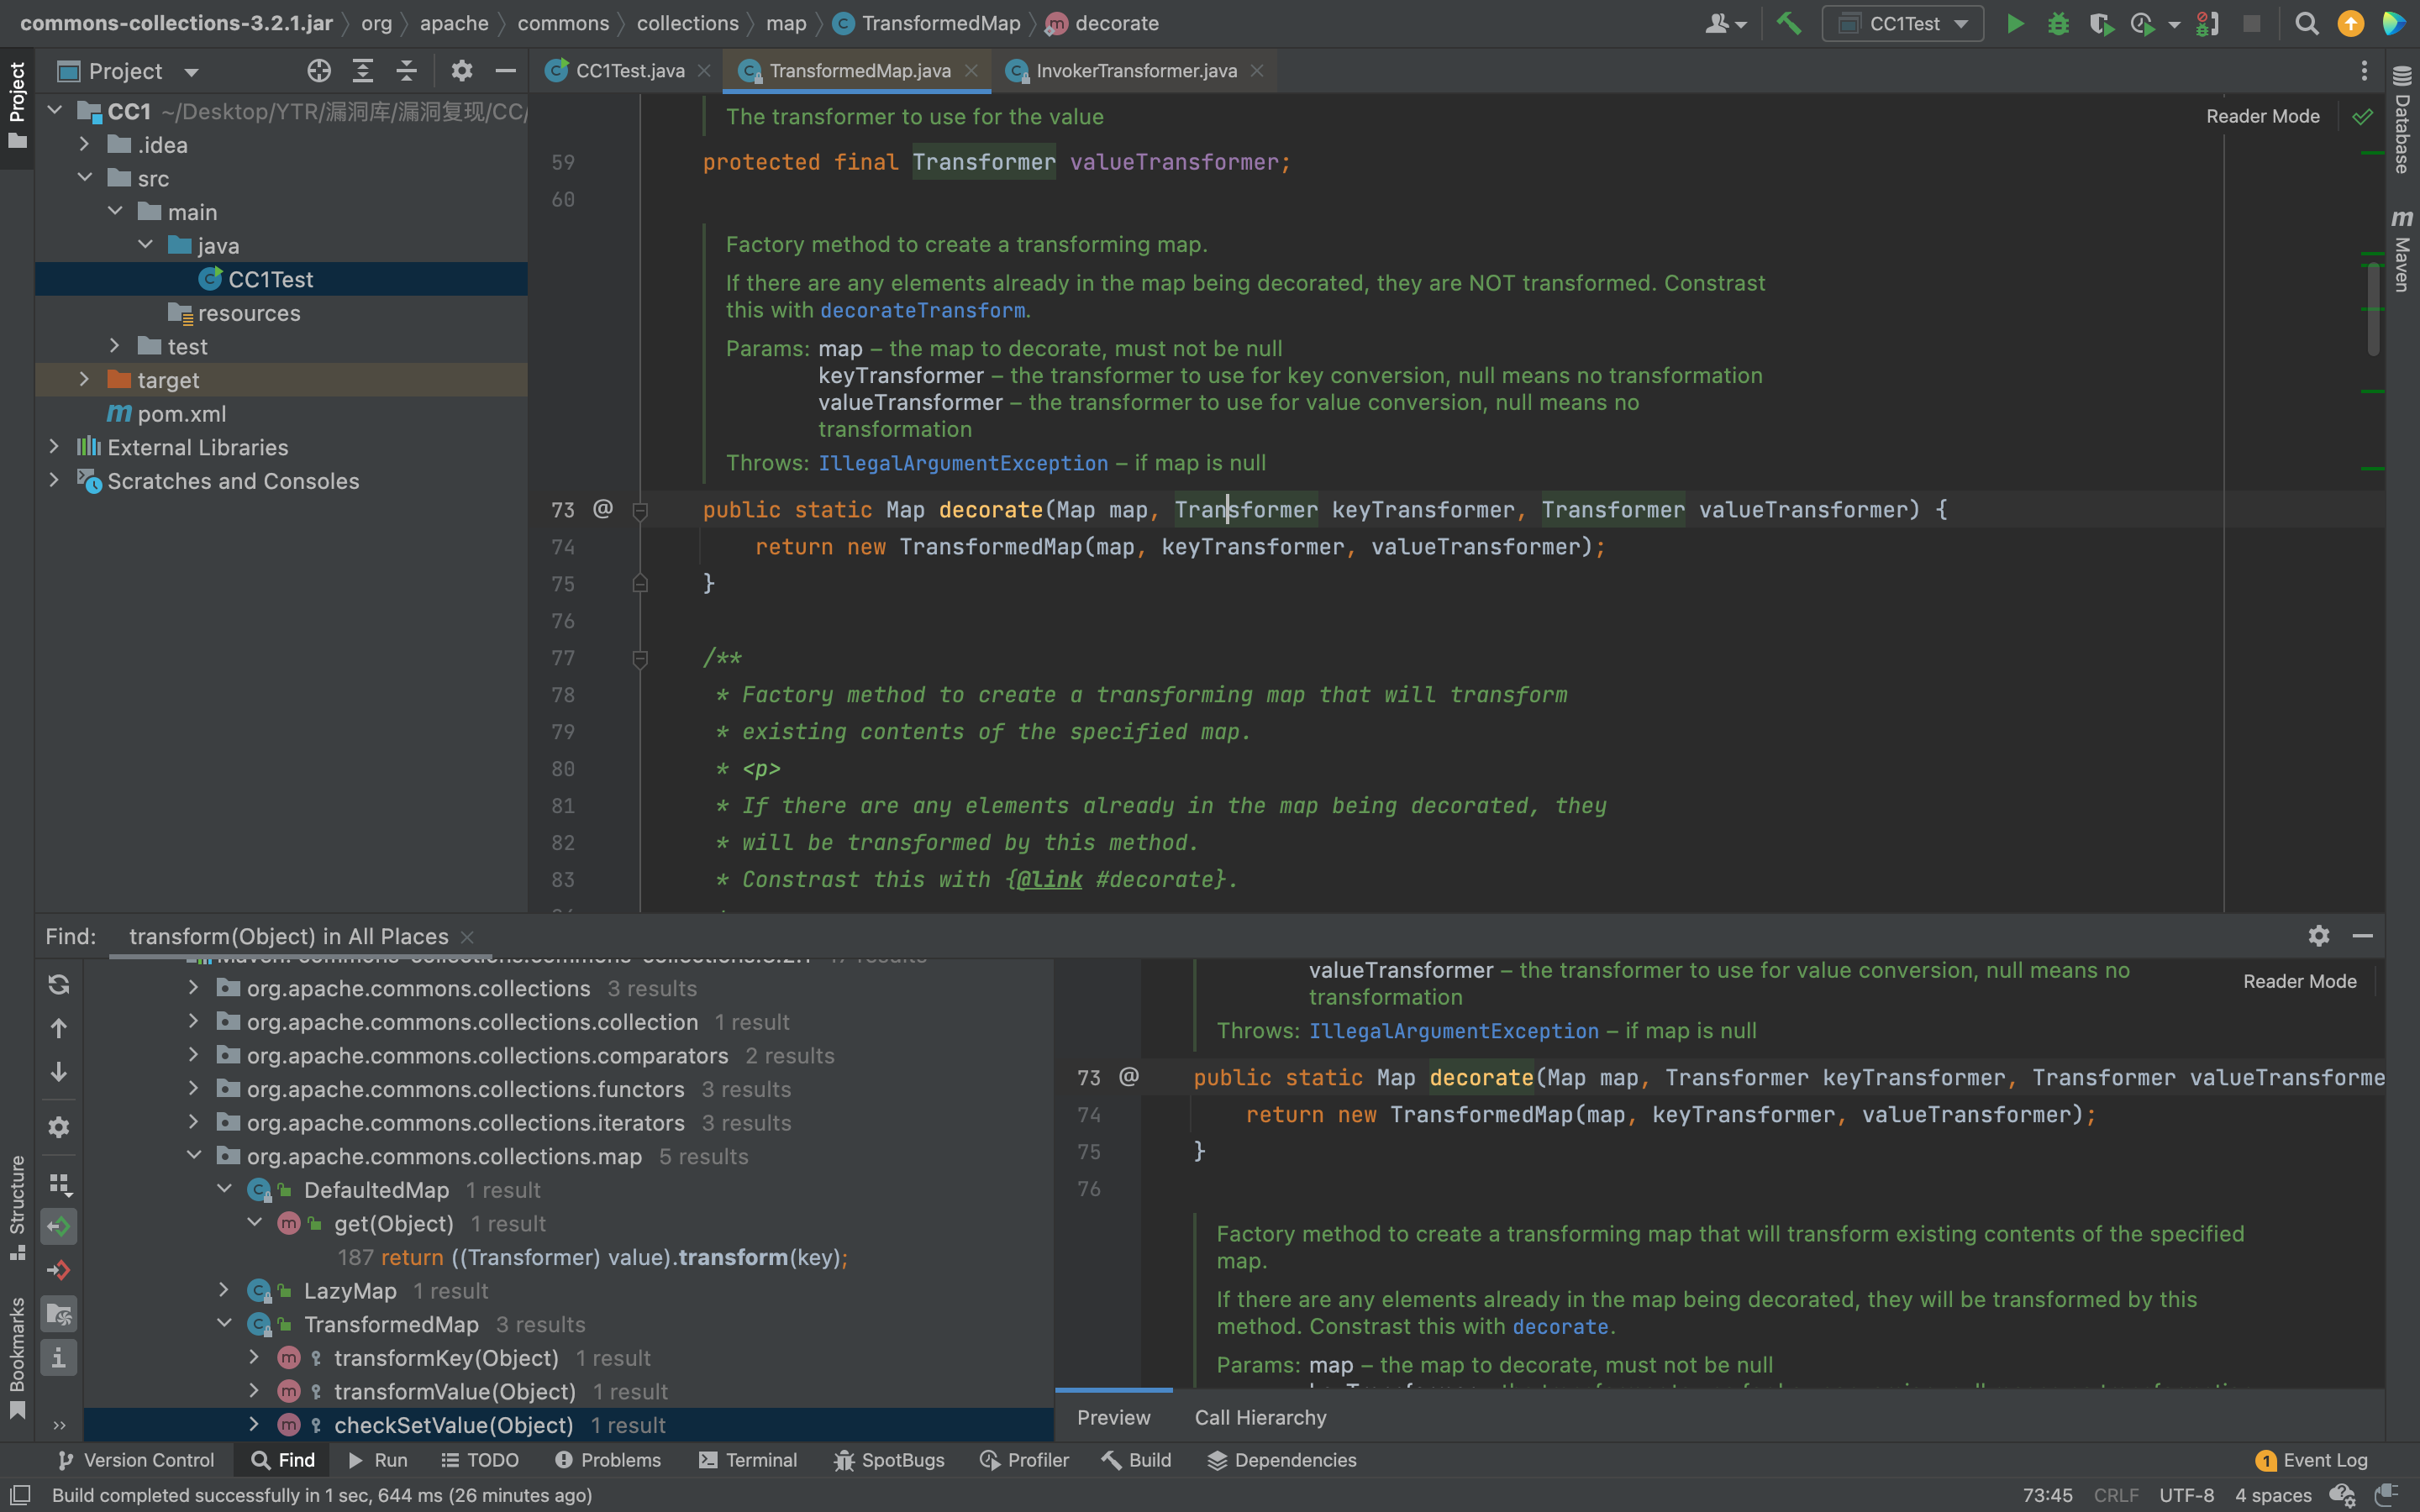 commons-collections-3.2.1.jar org apache commons collections map TransformedMap decorate
CC1Test
Project
CC1Test.java
TransformedMap.java
InvokerTransformer.java
Project
CC1 ~/Desktop/YTR/漏洞库/漏洞复现/CC/
.idea
src
main
java
CC1Test
resources
test
target
pom.xml
External Libraries
Scratches and Consoles
Structure
Bookmarks
Database
Maven
Reader Mode
The transformer to use for the value
59 protected final Transformer valueTransformer;
60
Factory method to create a transforming map.
If there are any elements already in the map being decorated, they are NOT transformed. Constrast
this with decorateTransform.
Params: map – the map to decorate, must not be null
keyTransformer – the transformer to use for key conversion, null means no transformation
valueTransformer – the transformer to use for value conversion, null means no
transformation
Throws: IllegalArgumentException – if map is null
73 @ public static Map decorate(Map map, Transformer keyTransformer, Transformer valueTransformer) {
74 return new TransformedMap(map, keyTransformer, valueTransformer);
75 }
76
77 /**
78 * Factory method to create a transforming map that will transform
79 * existing contents of the specified map.
80 * <p>
81 * If there are any elements already in the map being decorated, they
82 * will be transformed by this method.
83 * Constrast this with {@link #decorate}.
Find: transform(Object) in All Places
org.apache.commons.collections 3 results
org.apache.commons.collections.collection 1 result
org.apache.commons.collections.comparators 2 results
org.apache.commons.collections.functors 3 results
org.apache.commons.collections.iterators 3 results
org.apache.commons.collections.map 5 results
DefaultedMap 1 result
get(Object) 1 result
187 return ((Transformer) value).transform(key);
LazyMap 1 result
TransformedMap 3 results
transformKey(Object) 1 result
transformValue(Object) 1 result
checkSetValue(Object) 1 result
valueTransformer – the transformer to use for value conversion, null means no
transformation
Reader Mode
Throws: IllegalArgumentException – if map is null
73 @ public static Map decorate(Map map, Transformer keyTransformer, Transformer valueTransforme
74 return new TransformedMap(map, keyTransformer, valueTransformer);
75 }
76
Factory method to create a transforming map that will transform existing contents of the specified
map.
If there are any elements already in the map being decorated, they will be transformed by this
method. Constrast this with decorate.
Params: map – the map to decorate, must not be null
Preview Call Hierarchy
Version Control Find Run TODO Problems Terminal SpotBugs Profiler Build Dependencies 1 Event Log
Build completed successfully in 1 sec, 644 ms (26 minutes ago) 73:45 CRLF UTF-8 4 spaces